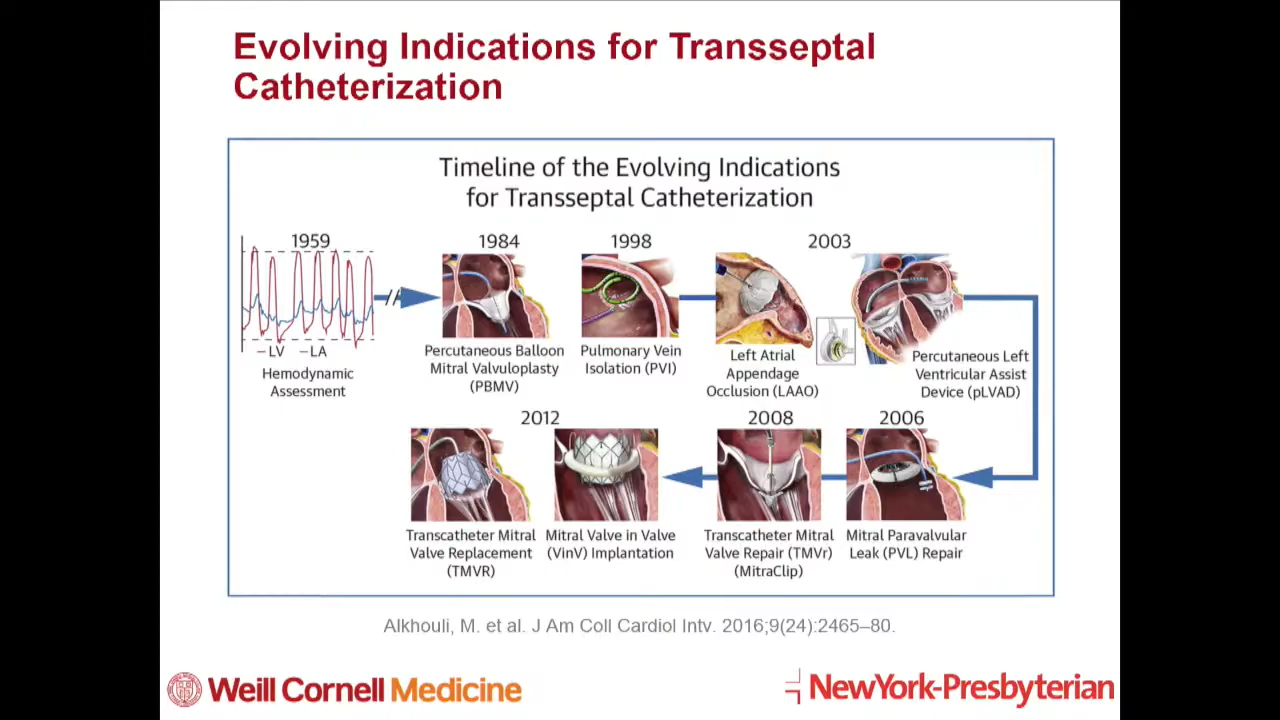 Evolving Indications for Transseptal
Catheterization
Timeline of the Evolving Indications
for Transseptal Catheterization
1959
1984
1998
2003
–LV –LA
Hemodynamic
Assessment
Percutaneous Balloon
Mitral Valvuloplasty
(PBMV)
Pulmonary Vein
Isolation (PVI)
Left Atrial
Appendage
Occlusion (LAAO)
Percutaneous Left
Ventricular Assist
Device (pLVAD)
2012
2008
2006
Transcatheter Mitral
Valve Replacement
(TMVR)
Mitral Valve in Valve
(VinV) Implantation
Transcatheter Mitral
Valve Repair (TMVr)
(MitraClip)
Mitral Paravalvular
Leak (PVL) Repair
Alkhouli, M. et al. J Am Coll Cardiol Intv. 2016;9(24):2465–80.
Weill Cornell Medicine
NewYork-Presbyterian